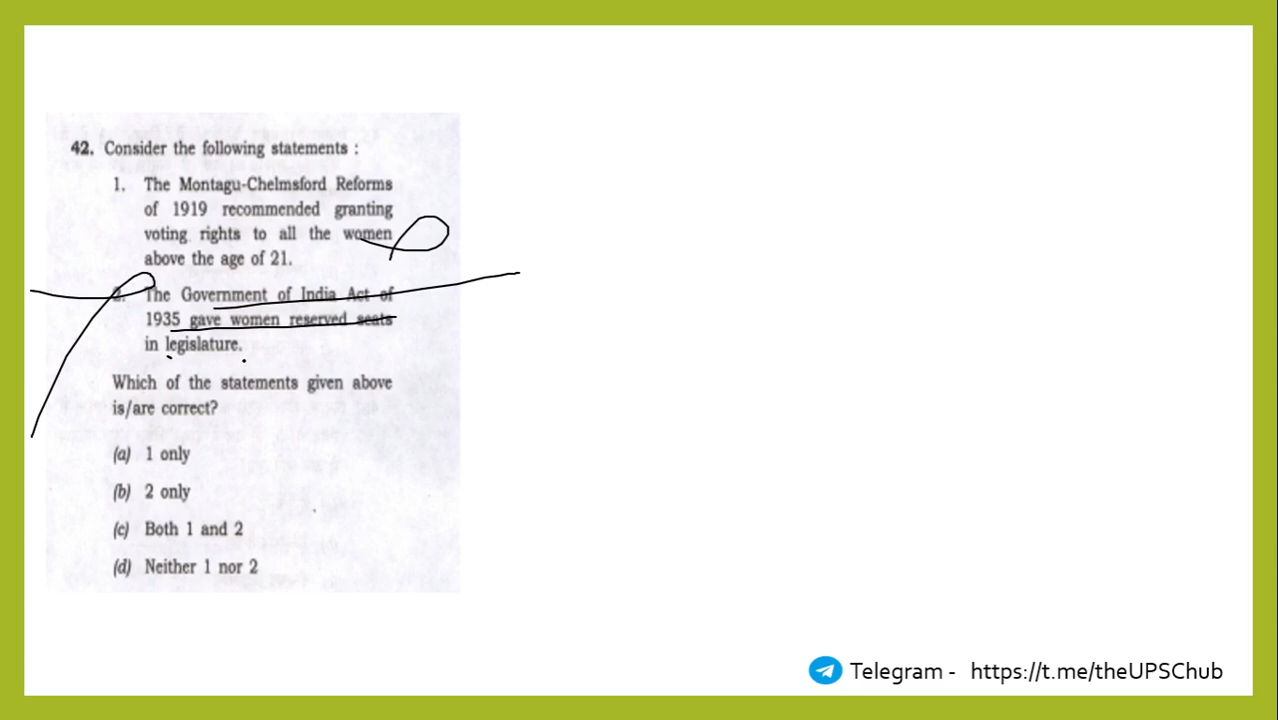 42. Consider the following statements :
1. The Montagu-Chelmsford Reforms
of 1919 recommended granting
voting rights to all the women
above the age of 21.
2. The Government of India Act of
1935 gave women reserved seats
in legislature.
Which of the statements given above
is/are correct?
(a) 1 only
(b) 2 only
(c) Both 1 and 2
(d) Neither 1 nor 2
Telegram - https://t.me/theUPSChub